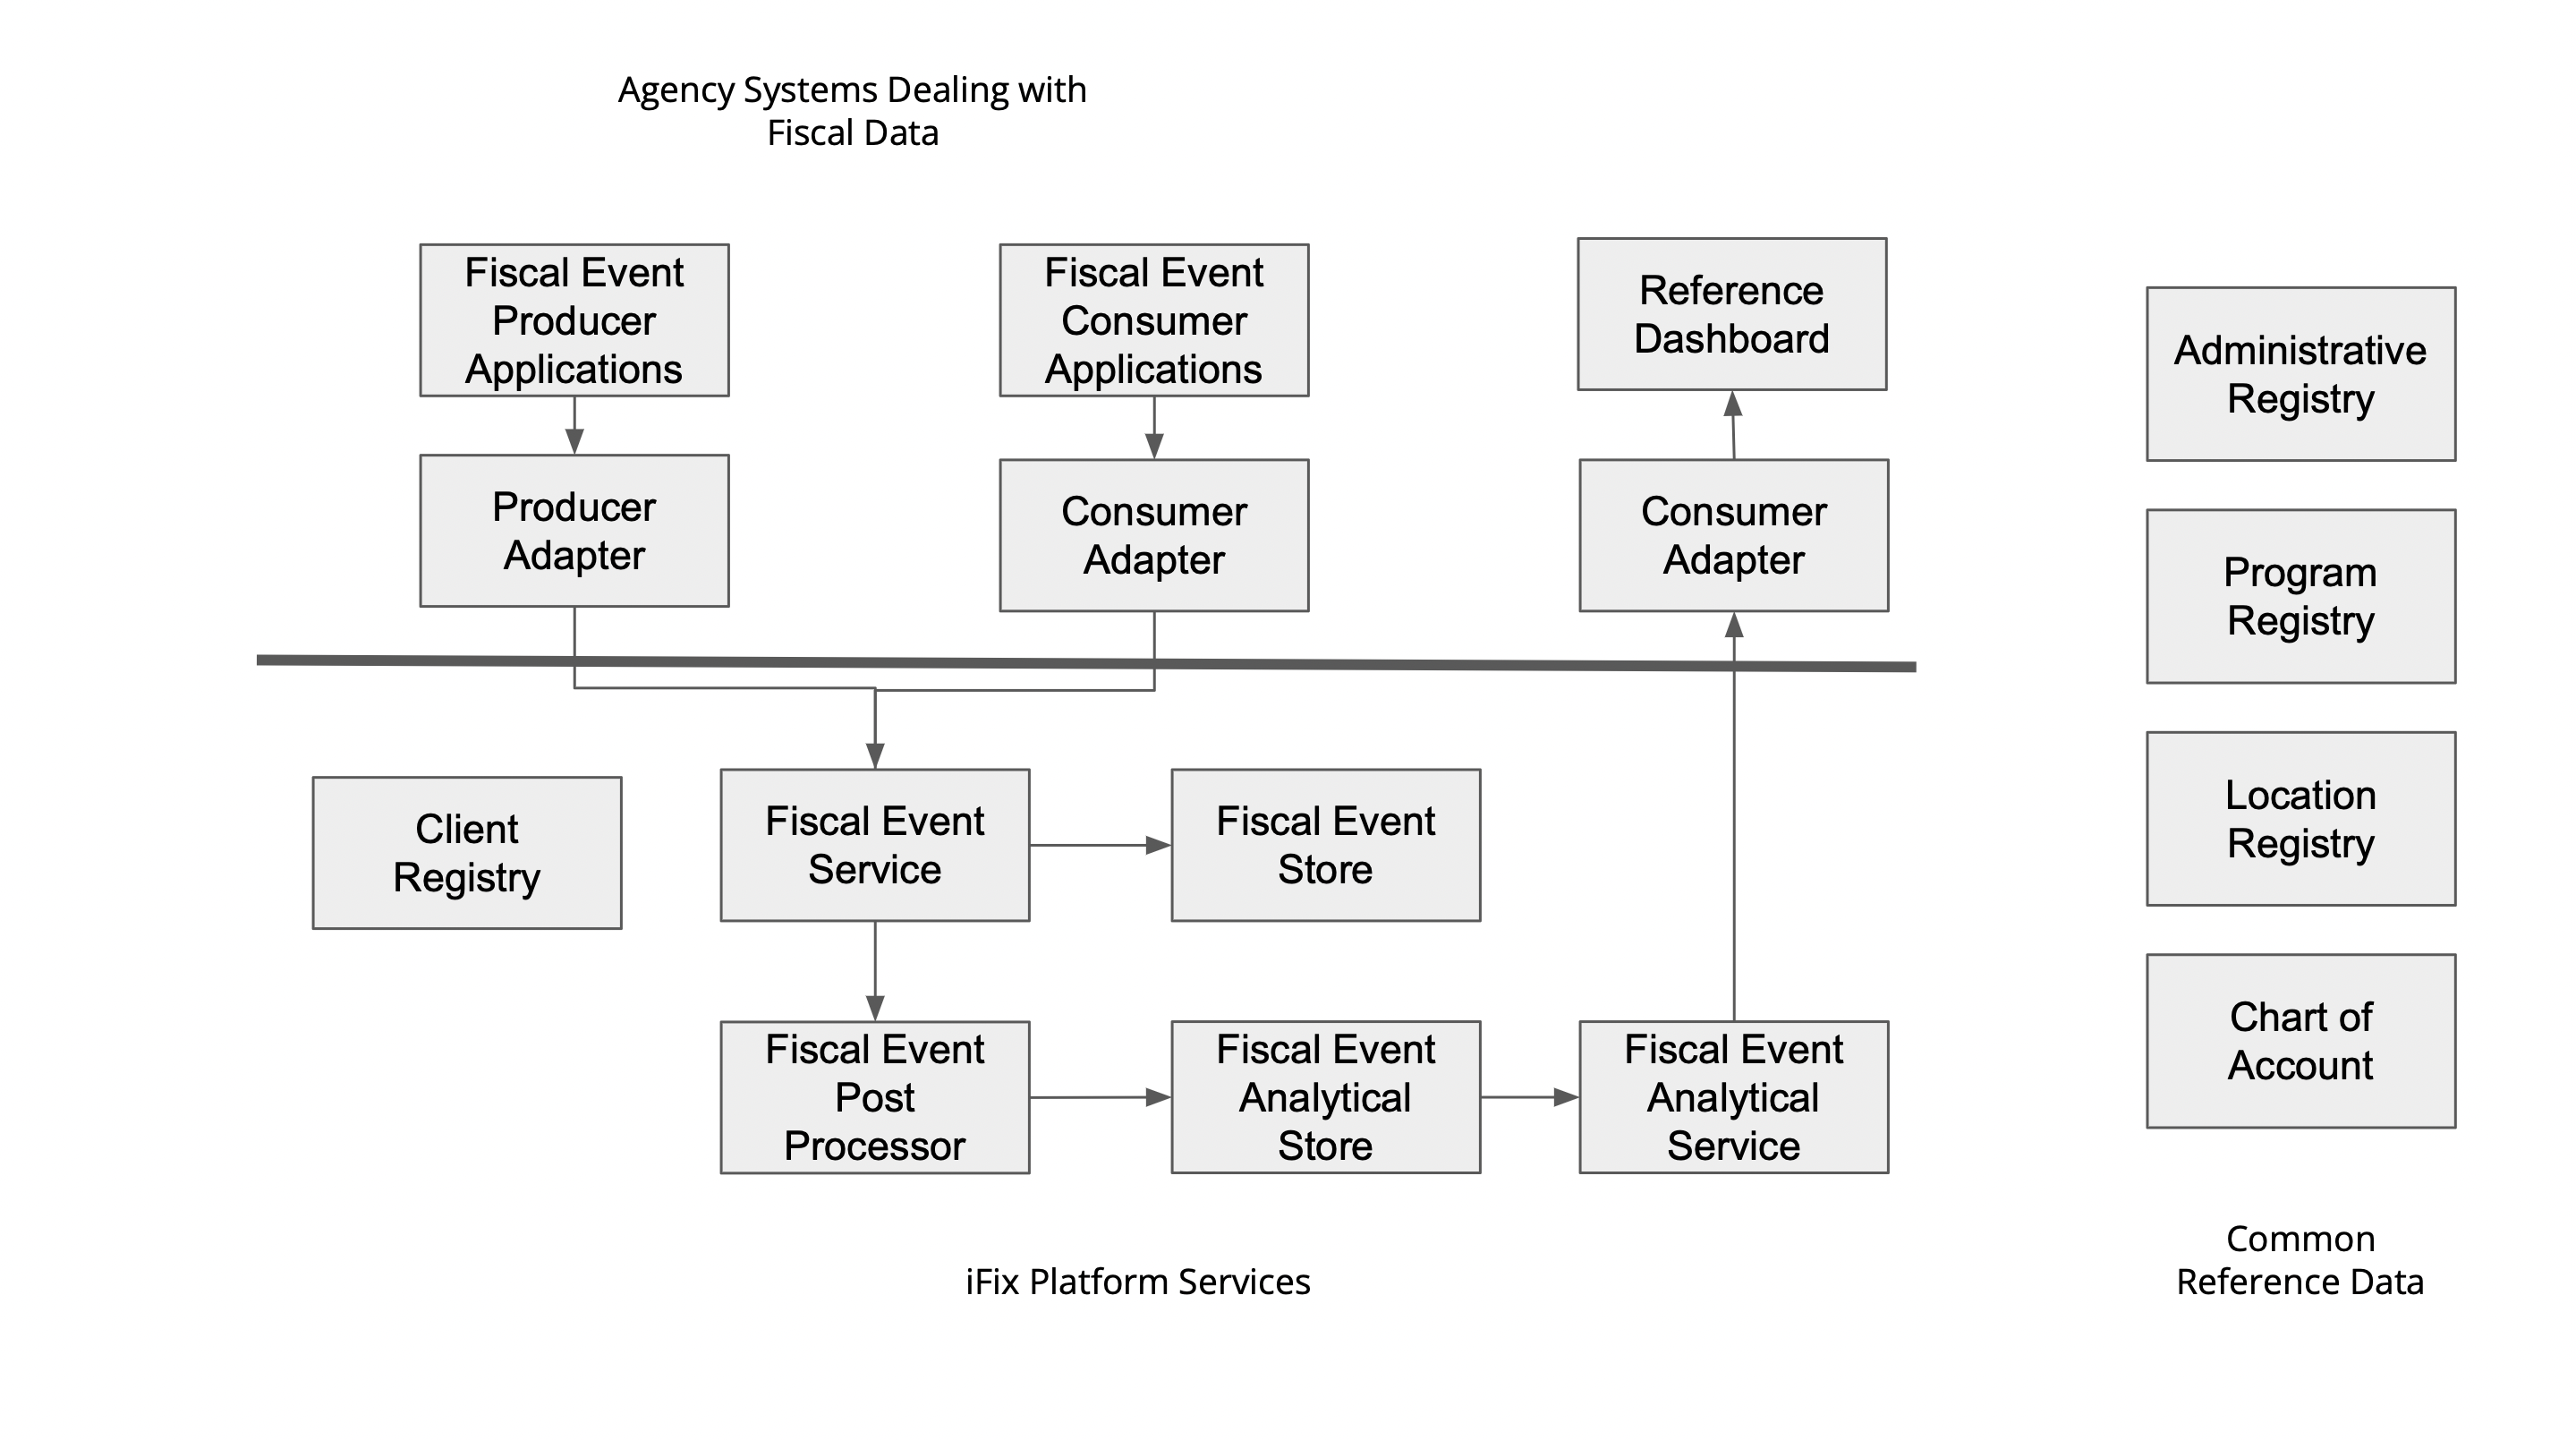 Agency Systems Dealing with
Fiscal Data
Fiscal Event
Producer
Applications
Fiscal Event
Consumer
Applications
Reference
Dashboard
Producer
Adapter
Consumer
Adapter
Consumer
Adapter
Client
Registry
Fiscal Event
Service
Fiscal Event
Store
Fiscal Event
Post
Processor
Fiscal Event
Analytical
Store
Fiscal Event
Analytical
Service
iFix Platform Services
Administrative
Registry
Program
Registry
Location
Registry
Chart of
Account
Common
Reference Data